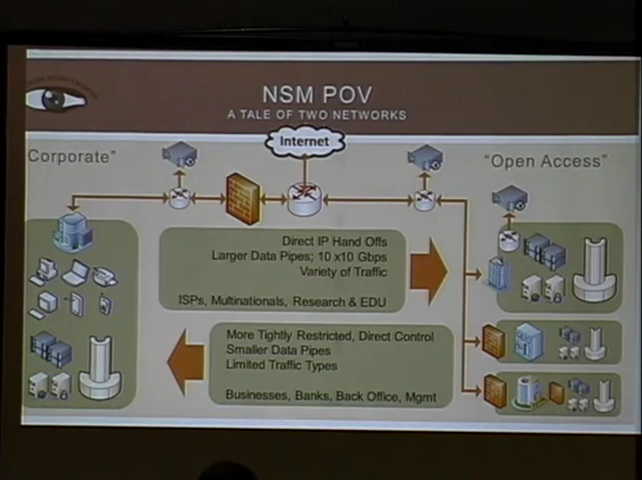 NSM POV
A TALE OF TWO NETWORKS
Internet
Corporate"
"Open Access"
Direct IP Hand Offs
Larger Data Pipes; 10 x10 Gbps
Variety of Traffic
ISPs, Multinationals, Research & EDU
More Tightly Restricted, Direct Control
Smaller Data Pipes
Limited Traffic Types
Businesses, Banks, Back Office, Mgmt